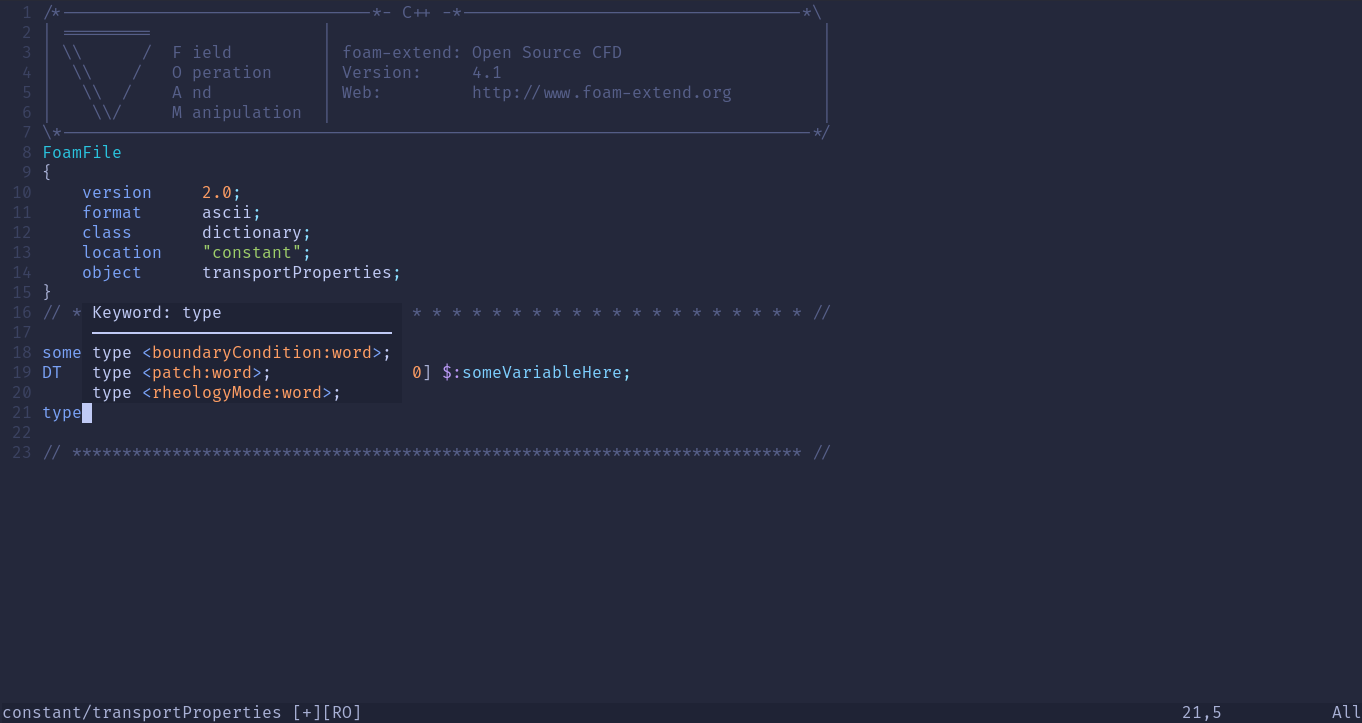 1 /*-------------------------------*- C++ -*----------------------------------*\
2 | =========                 |                                                 |
3 | \\      /  F ield         | foam-extend: Open Source CFD                    |
4 |  \\    /   O peration     | Version:     4.1                                |
5 |   \\  /    A nd           | Web:         http://www.foam-extend.org         |
6 |    \\/     M anipulation  |                                                 |
7 \*---------------------------------------------------------------------------*/
8 FoamFile
9 {
10     version     2.0;
11     format      ascii;
12     class       dictionary;
13     location    "constant";
14     object      transportProperties;
15 }
16 // * Keyword: type * * * * * * * * * * * * * * * * * * * * //
17
18 some type <boundaryCondition:word>;
19 DT type <patch:word>; 0] $:someVariableHere;
20 type <rheologyMode:word>;
21 type
22
23 // ************************************************************************* //
constant/transportProperties [+][RO] 21,5 All